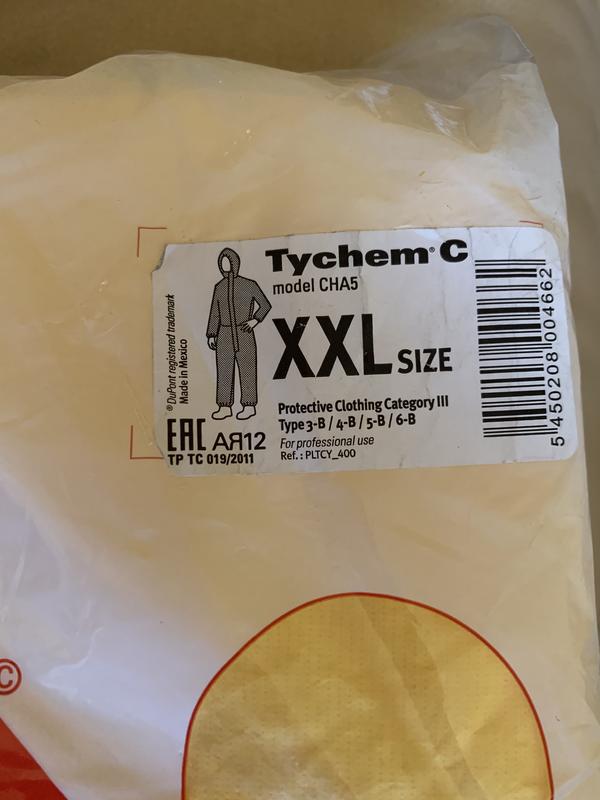 Tychem® C
model CHA5
XXL SIZE
Protective Clothing Category III
Type 3-B / 4-B / 5-B / 6-B
For professional use
Ref. : PLTCY_400
® DuPont registered trademark
Made in Mexico
EAC АЯ12
TP TC 019/2011
5 450208 004662
©